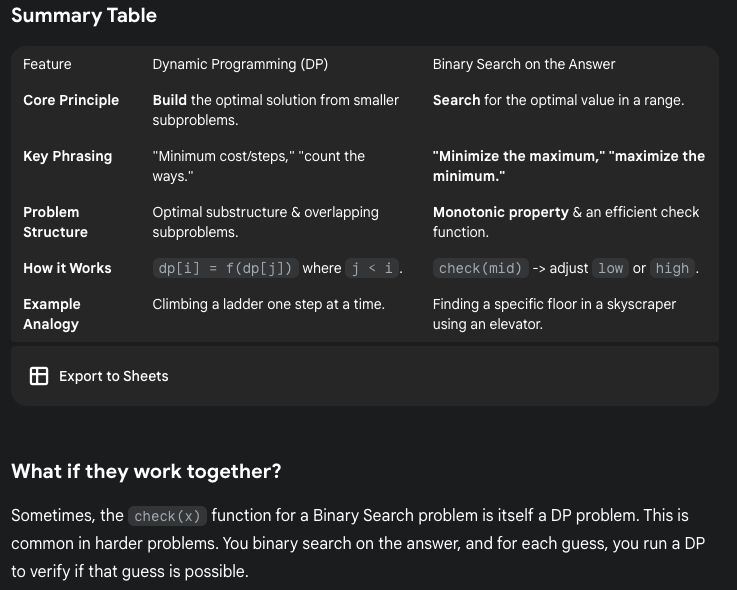 Summary Table
Feature Dynamic Programming (DP) Binary Search on the Answer
Core Principle Build the optimal solution from smaller Search for the optimal value in a range.
subproblems.
Key Phrasing "Minimum cost/steps," "count the "Minimize the maximum," "maximize the
ways." minimum."
Problem Optimal substructure & overlapping Monotonic property & an efficient check
Structure subproblems. function.
How it Works dp[i] = f(dp[j]) where j < i. check(mid) -> adjust low or high.
Example Climbing a ladder one step at a time. Finding a specific floor in a skyscraper
Analogy using an elevator.
Export to Sheets
What if they work together?
Sometimes, the check(x) function for a Binary Search problem is itself a DP problem. This is
common in harder problems. You binary search on the answer, and for each guess, you run a DP
to verify if that guess is possible.